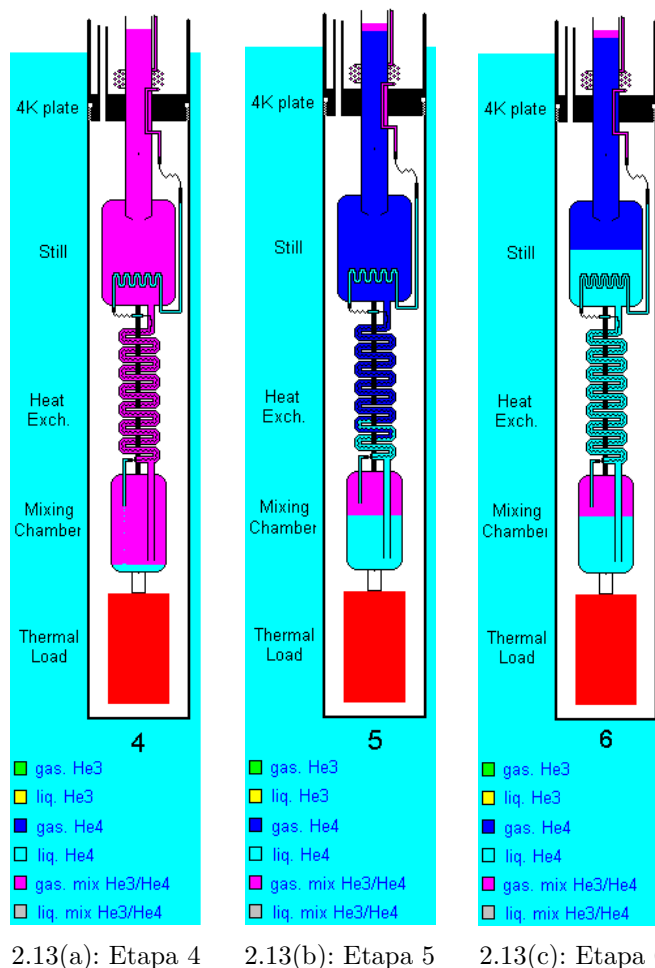 4K plate
Still
Heat
Exch.
Mixing
Chamber
Thermal
Load
4
gas. He3
liq. He3
gas. He4
liq. He4
gas. mix He3/He4
liq. mix He3/He4
2.13(a): Etapa 4
4K plate
Still
Heat
Exch.
Mixing
Chamber
Thermal
Load
5
gas. He3
liq. He3
gas. He4
liq. He4
gas. mix He3/He4
liq. mix He3/He4
2.13(b): Etapa 5
4K plate
Still
Heat
Exch.
Mixing
Chamber
Thermal
Load
6
gas. He3
liq. He3
gas. He4
liq. He4
gas. mix He3/He4
liq. mix He3/He4
2.13(c): Etapa